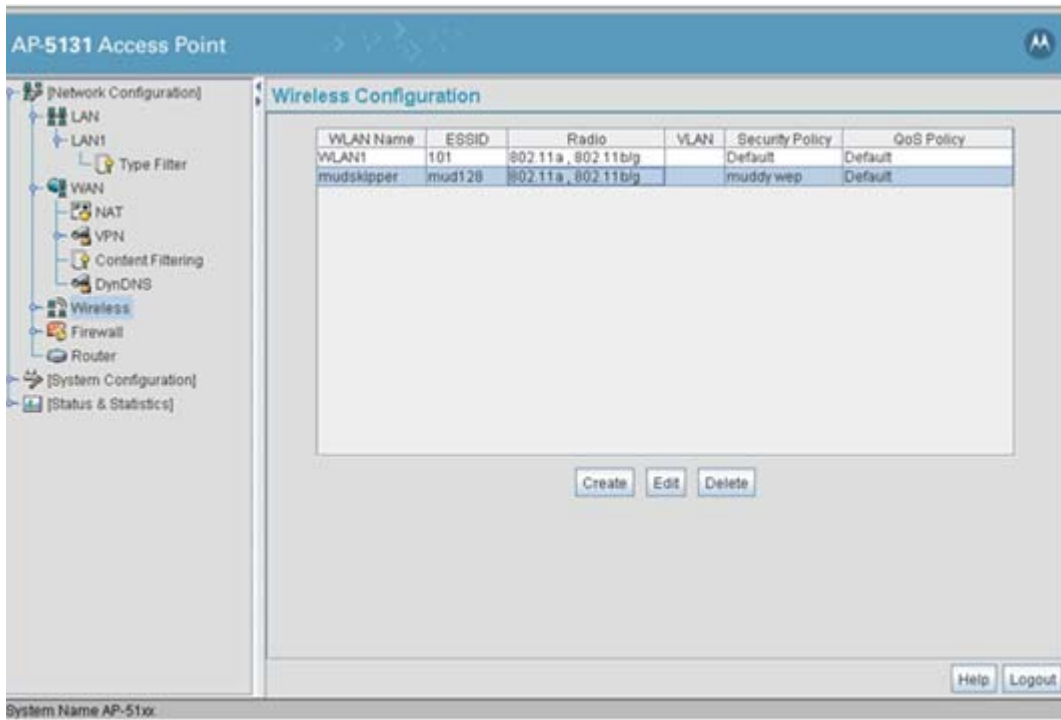 AP-5131 Access Point
[Network Configuration]
LAN
LAN1
Type Filter
WAN
NAT
VPN
Content Filtering
DynDNS
Wireless
Firewall
Router
[System Configuration]
[Status & Statistics]
Wireless Configuration
WLAN Name ESSID Radio VLAN Security Policy QoS Policy
WLAN1 101 802.11a , 802.11b/g Default Default
mudskipper mud128 802.11a , 802.11b/g muddy wep Default
Create Edit Delete
Help Logout
System Name AP-51xx